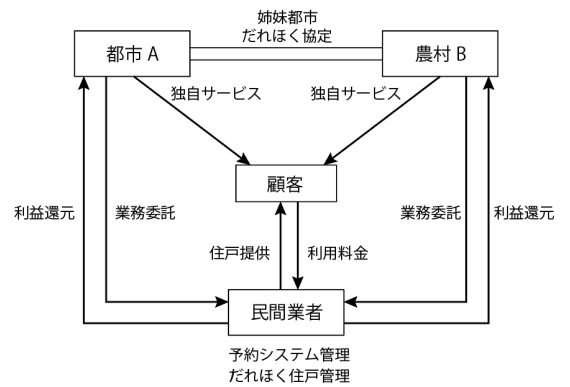 姉妹都市
だれほく協定
都市 A
農村 B
独自サービス
独自サービス
顧客
利益還元
業務委託
業務委託
利益還元
住戸提供
利用料金
民間業者
予約システム管理
だれほく住戸管理